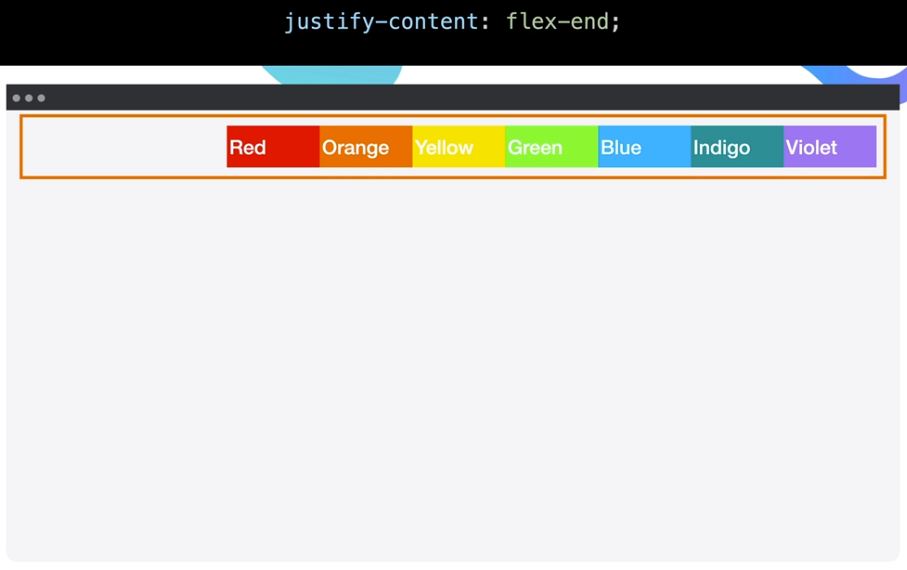 justify-content: flex-end;
Red Orange Yellow Green Blue Indigo Violet